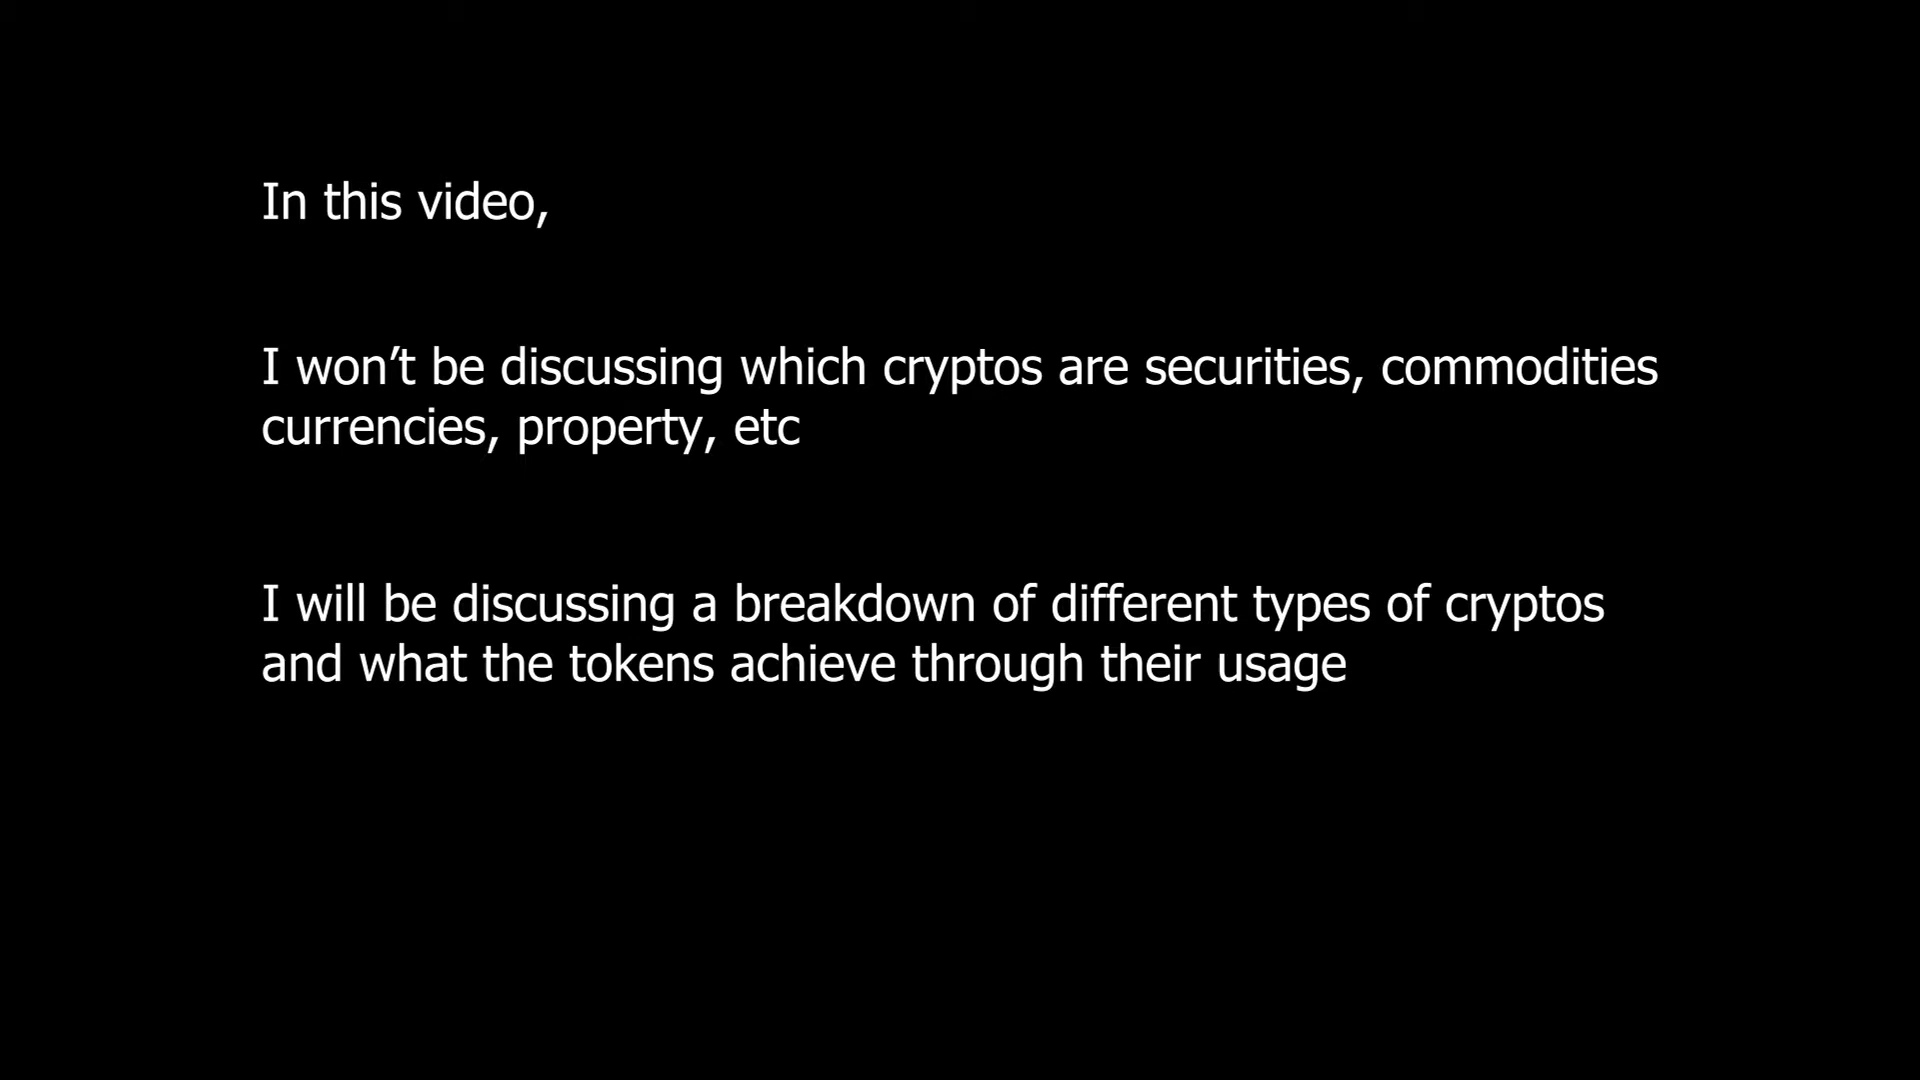 In this video,
I won’t be discussing which cryptos are securities, commodities
currencies, property, etc
I will be discussing a breakdown of different types of cryptos
and what the tokens achieve through their usage